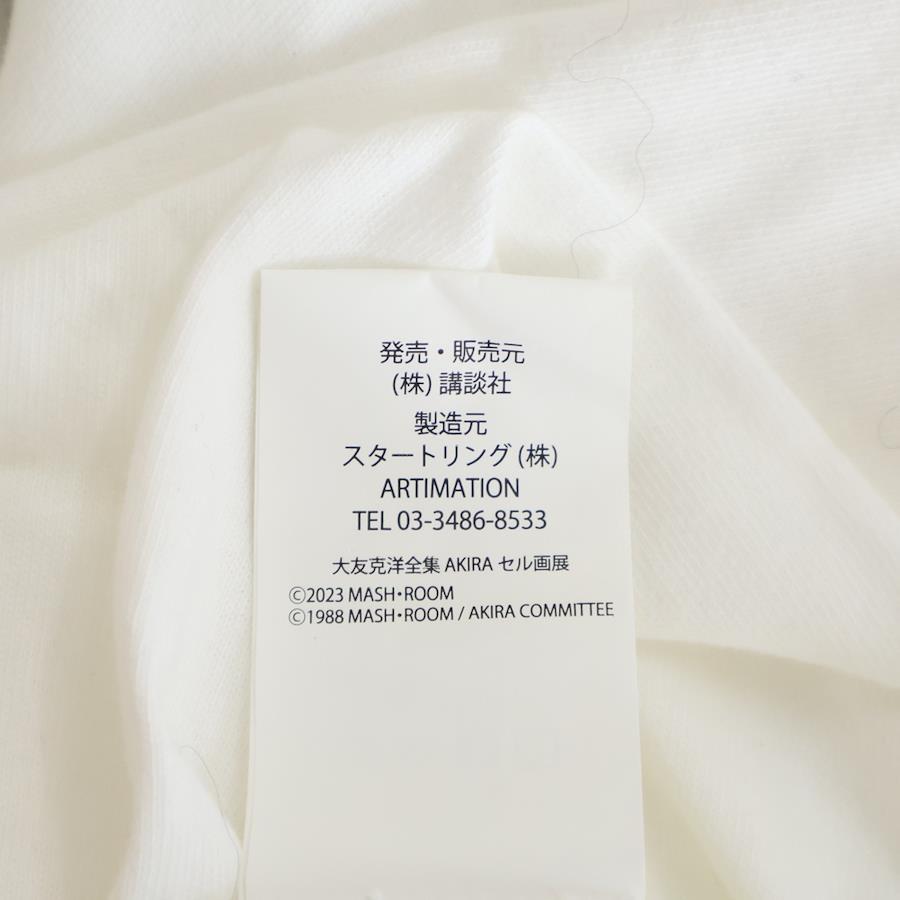 発売・販売元
(株) 講談社
製造元
スタートリング (株)
ARTIMATION
TEL 03-3486-8533
大友克洋全集 AKIRA セル画展
©2023 MASH・ROOM
©1988 MASH・ROOM / AKIRA COMMITTEE